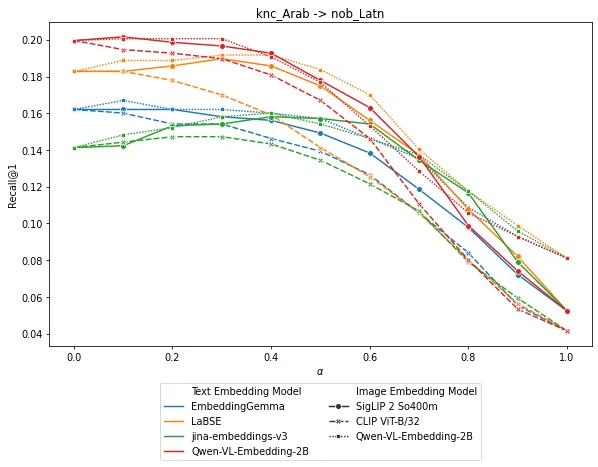 knc_Arab -> nob_Latn
Recall@1
0.20
0.18
0.16
0.14
0.12
0.10
0.08
0.06
0.04
0.0
0.2
0.4
0.6
0.8
1.0
α
Text Embedding Model
EmbeddingGemma
LaBSE
jina-embeddings-v3
Qwen-VL-Embedding-2B
Image Embedding Model
SigLIP 2 So400m
CLIP ViT-B/32
Qwen-VL-Embedding-2B